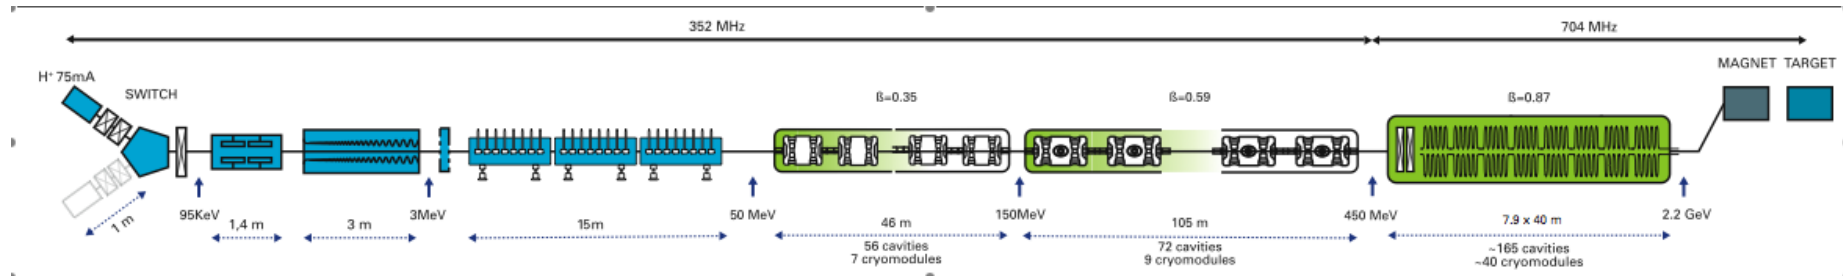 352 MHz
704 MHz
H⁺ 75mA
SWITCH
ß=0.35
ß=0.59
ß=0.87
MAGNET
TARGET
95KeV
3MeV
50 MeV
150MeV
450 MeV
2.2 GeV
1 m
1,4 m
3 m
15m
46 m
56 cavities
7 cryomodules
105 m
72 cavities
9 cryomodules
7.9 x 40 m
~165 cavities
~40 cryomodules